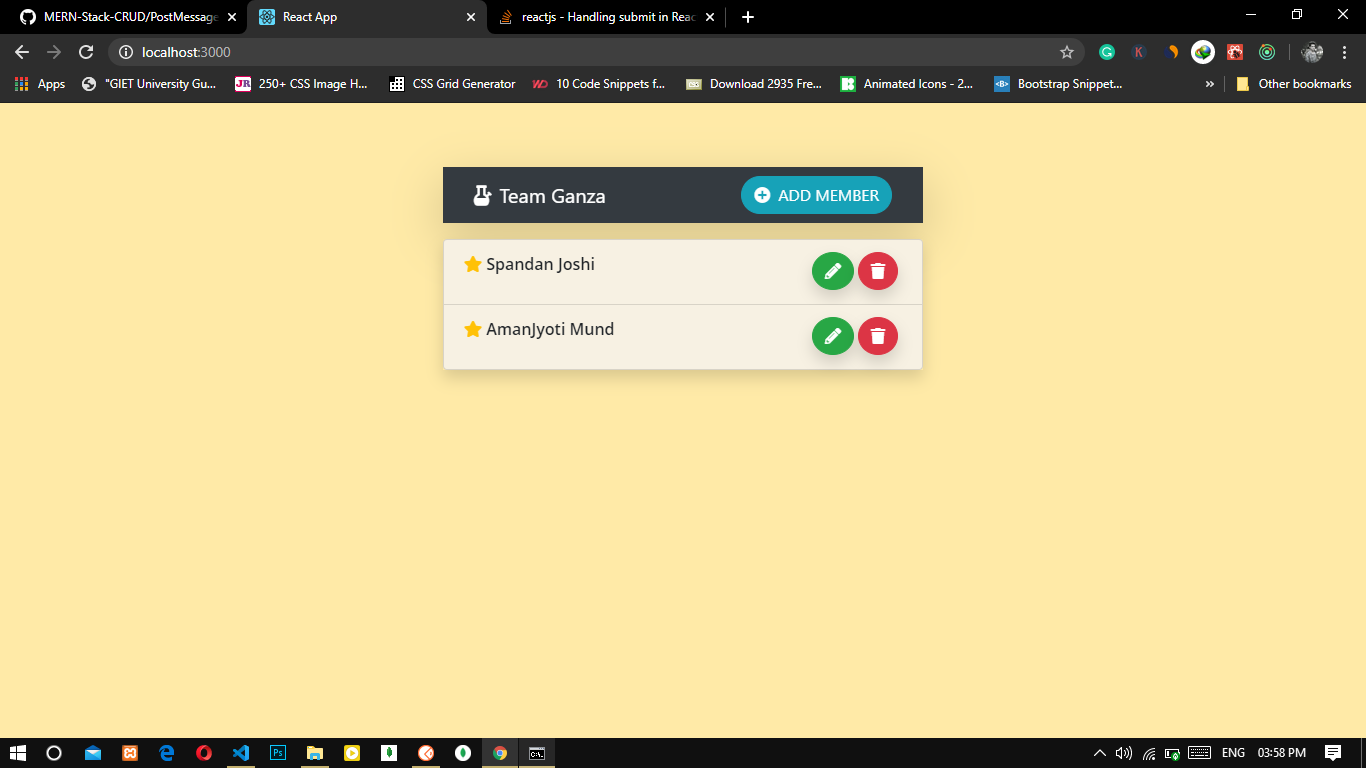 MERN-Stack-CRUD/PostMessage
React App
reactjs - Handling submit in Reac
localhost:3000
Apps
"GIET University Gu...
250+ CSS Image H...
CSS Grid Generator
10 Code Snippets f...
Download 2935 Fre...
Animated Icons - 2...
Bootstrap Snippet...
»
Other bookmarks
Team Ganza
ADD MEMBER
Spandan Joshi
AmanJyoti Mund
ENG
03:58 PM